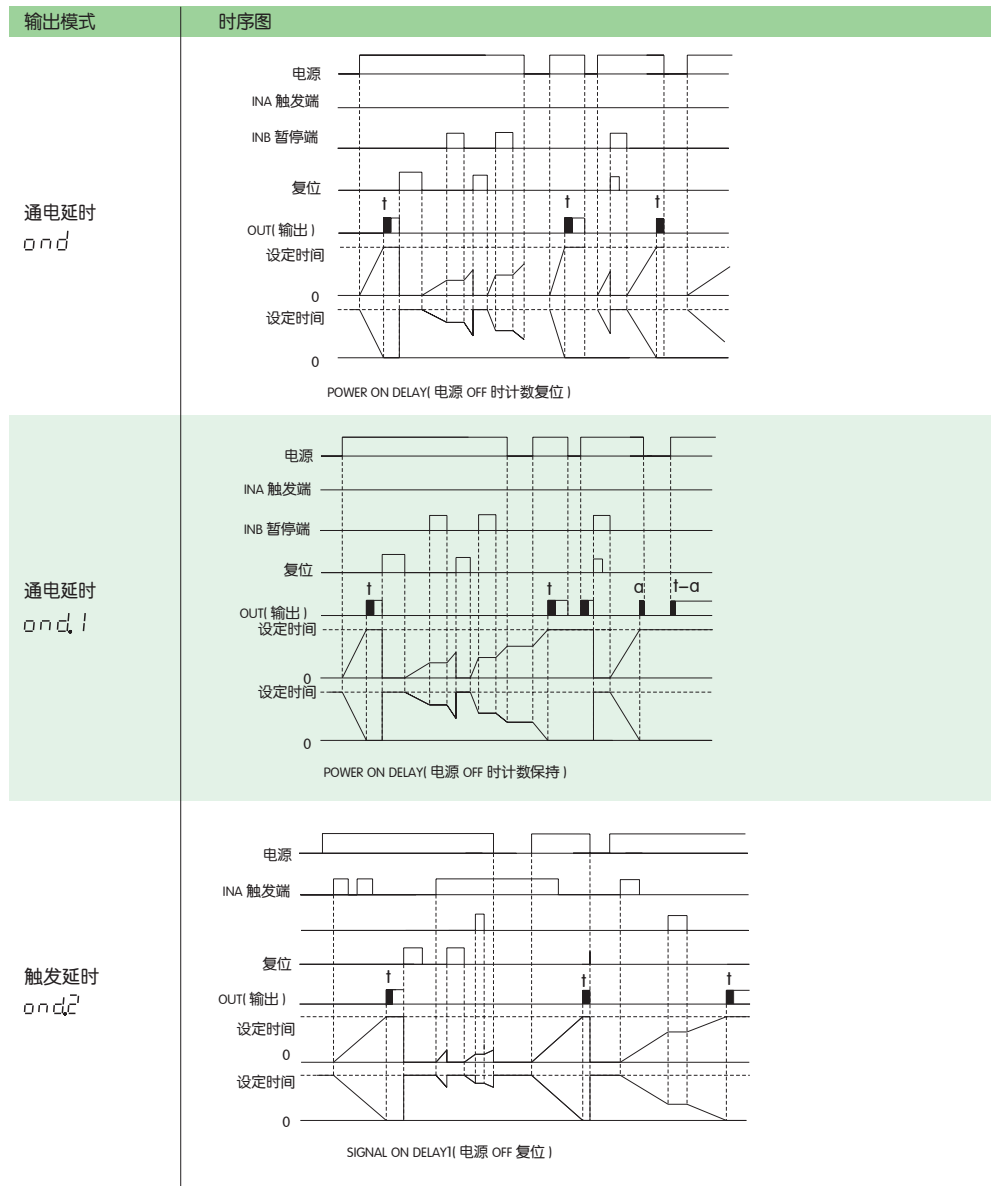 输出模式
时序图
通电延时
ond
电源
INA 触发端
INB 暂停端
复位
OUT( 输出 )
设定时间
0
设定时间
0
t
t
t
POWER ON DELAY( 电源 OFF 时计数复位 )
通电延时
ond.1
电源
INA 触发端
INB 暂停端
复位
OUT( 输出 )
设定时间
0
设定时间
0
t
t
a
t-a
POWER ON DELAY( 电源 OFF 时计数保持 )
触发延时
ond.2
电源
INA 触发端
复位
OUT( 输出 )
设定时间
0
设定时间
0
t
t
t
SIGNAL ON DELAY1( 电源 OFF 复位 )